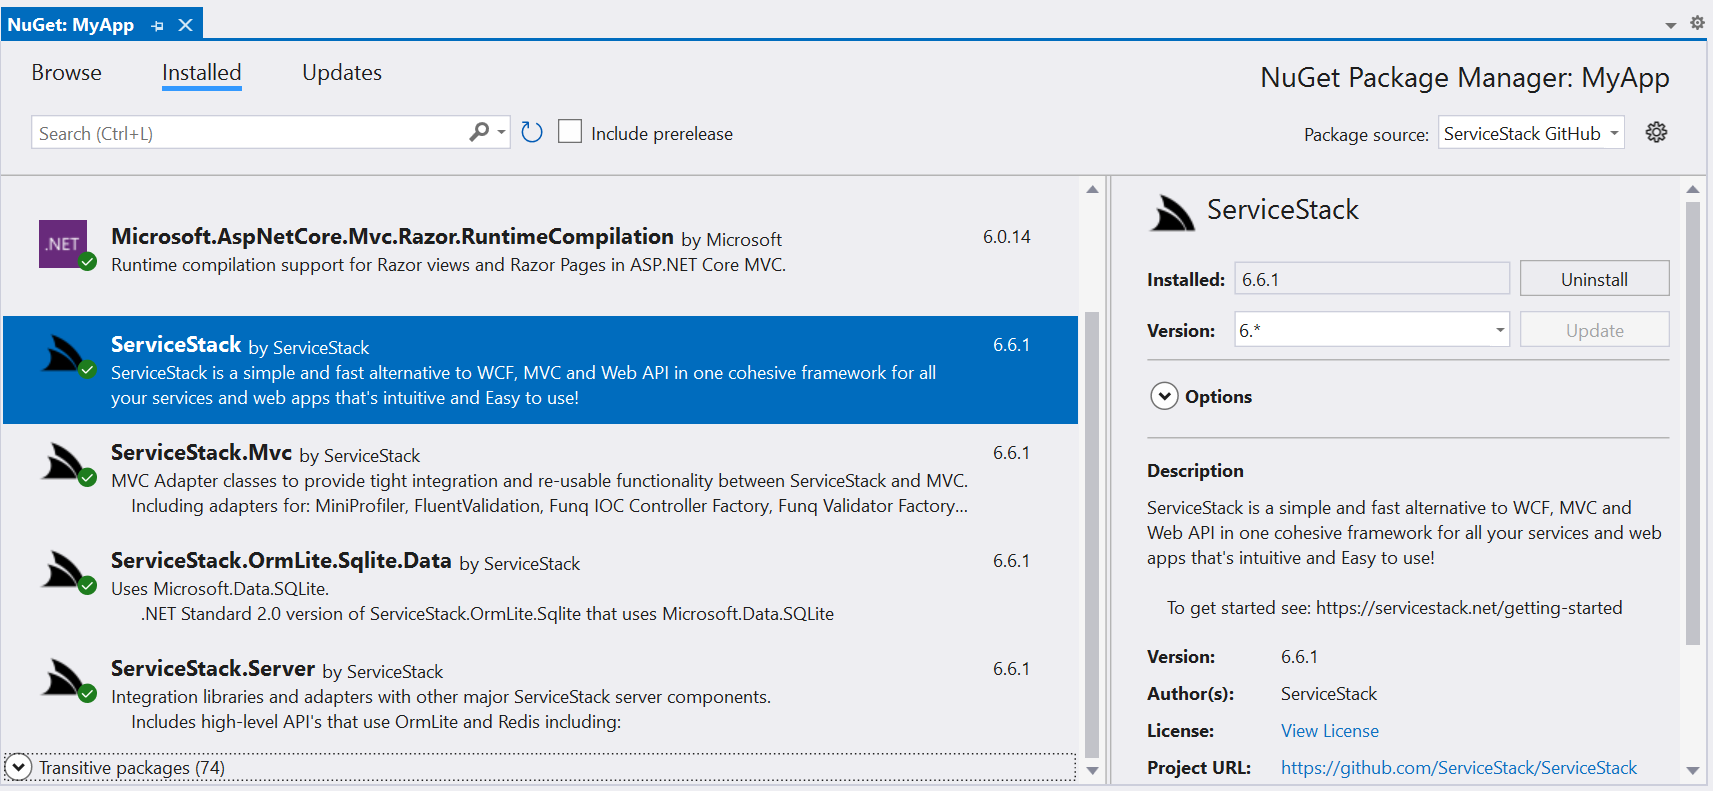 NuGet: MyApp
Browse Installed Updates
NuGet Package Manager: MyApp
Search (Ctrl+L)
Include prerelease
Package source: ServiceStack GitHub
.NET
Microsoft.AspNetCore.Mvc.Razor.RuntimeCompilation by Microsoft 6.0.14
Runtime compilation support for Razor views and Razor Pages in ASP.NET Core MVC.
ServiceStack by ServiceStack 6.6.1
ServiceStack is a simple and fast alternative to WCF, MVC and Web API in one cohesive framework for all
your services and web apps that's intuitive and Easy to use!
ServiceStack.Mvc by ServiceStack 6.6.1
MVC Adapter classes to provide tight integration and re-usable functionality between ServiceStack and MVC.
Including adapters for: MiniProfiler, FluentValidation, Funq IOC Controller Factory, Funq Validator Factory...
ServiceStack.OrmLite.Sqlite.Data by ServiceStack 6.6.1
Uses Microsoft.Data.SQLite.
.NET Standard 2.0 version of ServiceStack.OrmLite.Sqlite that uses Microsoft.Data.SQLite
ServiceStack.Server by ServiceStack 6.6.1
Integration libraries and adapters with other major ServiceStack server components.
Includes high-level API's that use OrmLite and Redis including:
Transitive packages (74)
ServiceStack
Installed: 6.6.1 Uninstall
Version: 6.* Update
Options
Description
ServiceStack is a simple and fast alternative to WCF, MVC and
Web API in one cohesive framework for all your services and web
apps that's intuitive and Easy to use!
To get started see: https://servicestack.net/getting-started
Version: 6.6.1
Author(s): ServiceStack
License: View License
Project URL: https://github.com/ServiceStack/ServiceStack